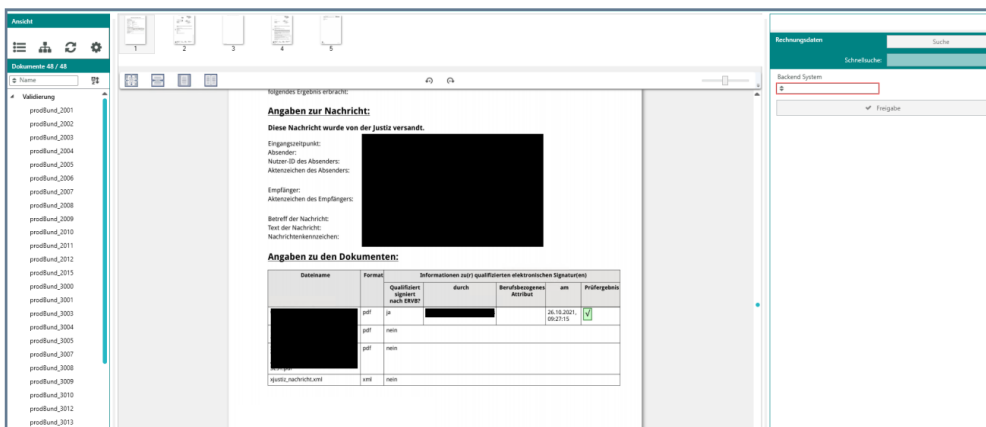 Ansicht
Dokumente 48 / 48
Name
Validierung
prodBund_2001
prodBund_2002
prodBund_2003
prodBund_2004
prodBund_2005
prodBund_2006
prodBund_2007
prodBund_2008
prodBund_2009
prodBund_2010
prodBund_2011
prodBund_2012
prodBund_2015
prodBund_3000
prodBund_3001
prodBund_3003
prodBund_3004
prodBund_3005
prodBund_3007
prodBund_3008
prodBund_3009
prodBund_3010
prodBund_3012
prodBund_3013
1 2 3 4 5
folgendes Ergebnis erbracht:
Angaben zur Nachricht:
Diese Nachricht wurde von der Justiz versandt.
Eingangszeitpunkt:
Absender:
Nutzer-ID des Absenders:
Aktenzeichen des Absenders:
Empfänger:
Aktenzeichen des Empfängers:
Betreff der Nachricht:
Text der Nachricht:
Nachrichtenkennzeichen:
Angaben zu den Dokumenten:
Dateiname Format Informationen zu(r) qualifizierten elektronischen Signatur(en)
Qualifiziert signiert nach ERVB? durch Berufsbezogenes Attribut am Prüfergebnis
pdf ja 26.10.2021, 09:27:15 √
pdf nein
pdf nein
xjustiz_nachricht.xml xml nein
Rechnungsdaten
Suche
Schnellsuche:
Backend System
Freigabe